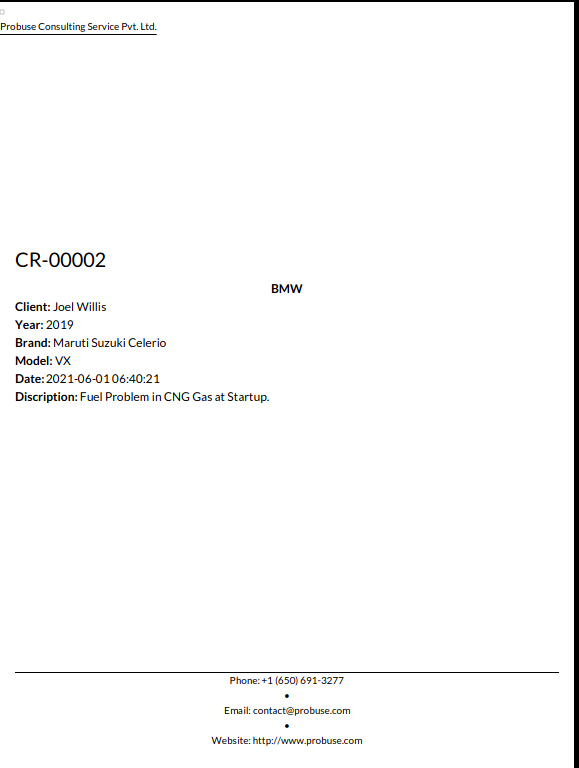 Probuse Consulting Service Pvt. Ltd.
CR-00002
BMW
Client: Joel Willis
Year: 2019
Brand: Maruti Suzuki Celerio
Model: VX
Date: 2021-06-01 06:40:21
Discription: Fuel Problem in CNG Gas at Startup.
Phone: +1 (650) 691-3277
•
Email: contact@probuse.com
•
Website: http://www.probuse.com